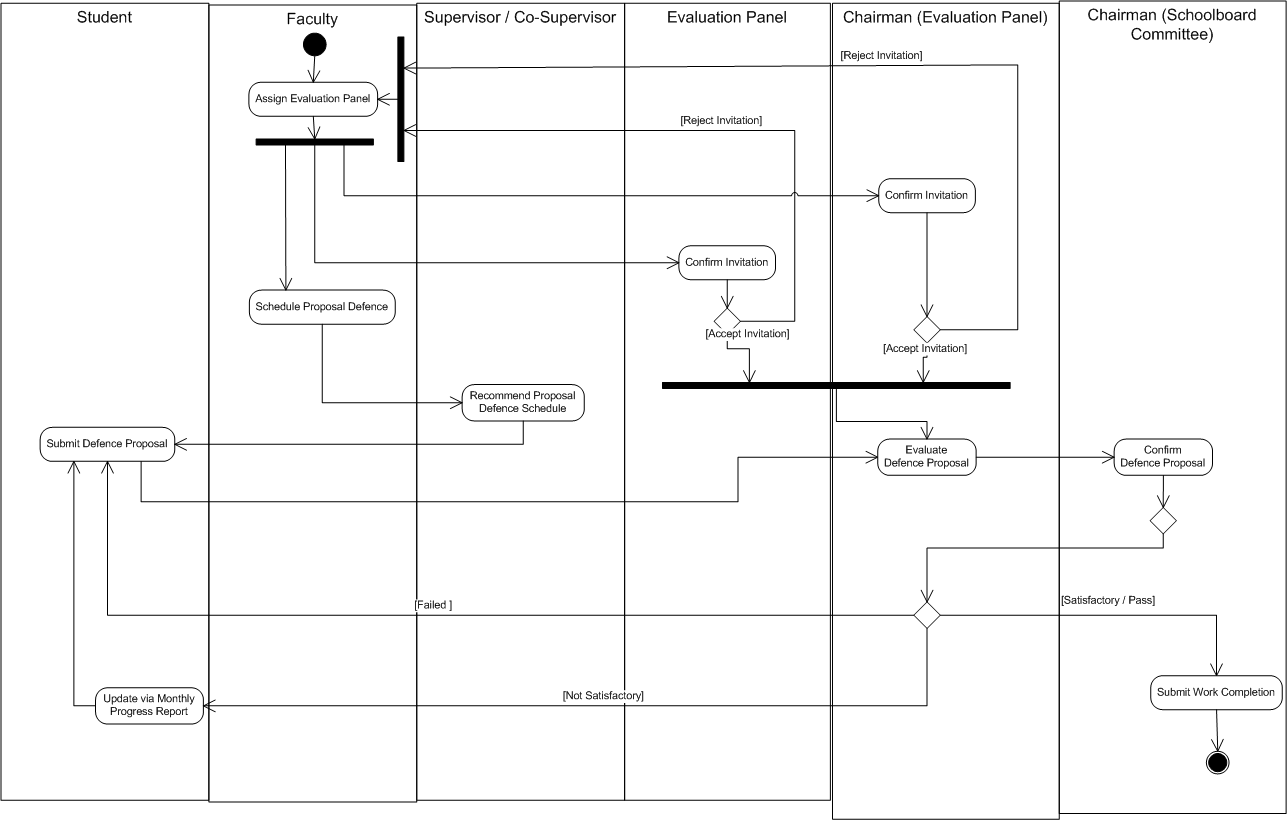 Student
Faculty
Supervisor / Co-Supervisor
Evaluation Panel
Chairman (Evaluation Panel)
Chairman (Schoolboard
Committee)
[Reject Invitation]
Assign Evaluation Panel
[Reject Invitation]
Confirm Invitation
Confirm Invitation
Schedule Proposal Defence
[Accept Invitation]
[Accept Invitation]
Recommend Proposal
Defence Schedule
Submit Defence Proposal
Evaluate
Defence Proposal
Confirm
Defence Proposal
[Failed ]
[Satisfactory / Pass]
Update via Monthly
Progress Report
[Not Satisfactory]
Submit Work Completion